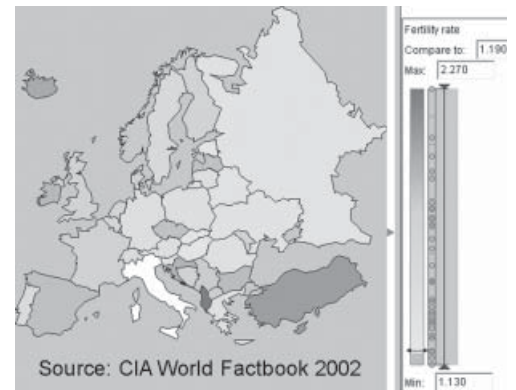 Fertility rate
Compare to: 1.190
Max: 2.270
Source: CIA World Factbook 2002
Min: 1.130